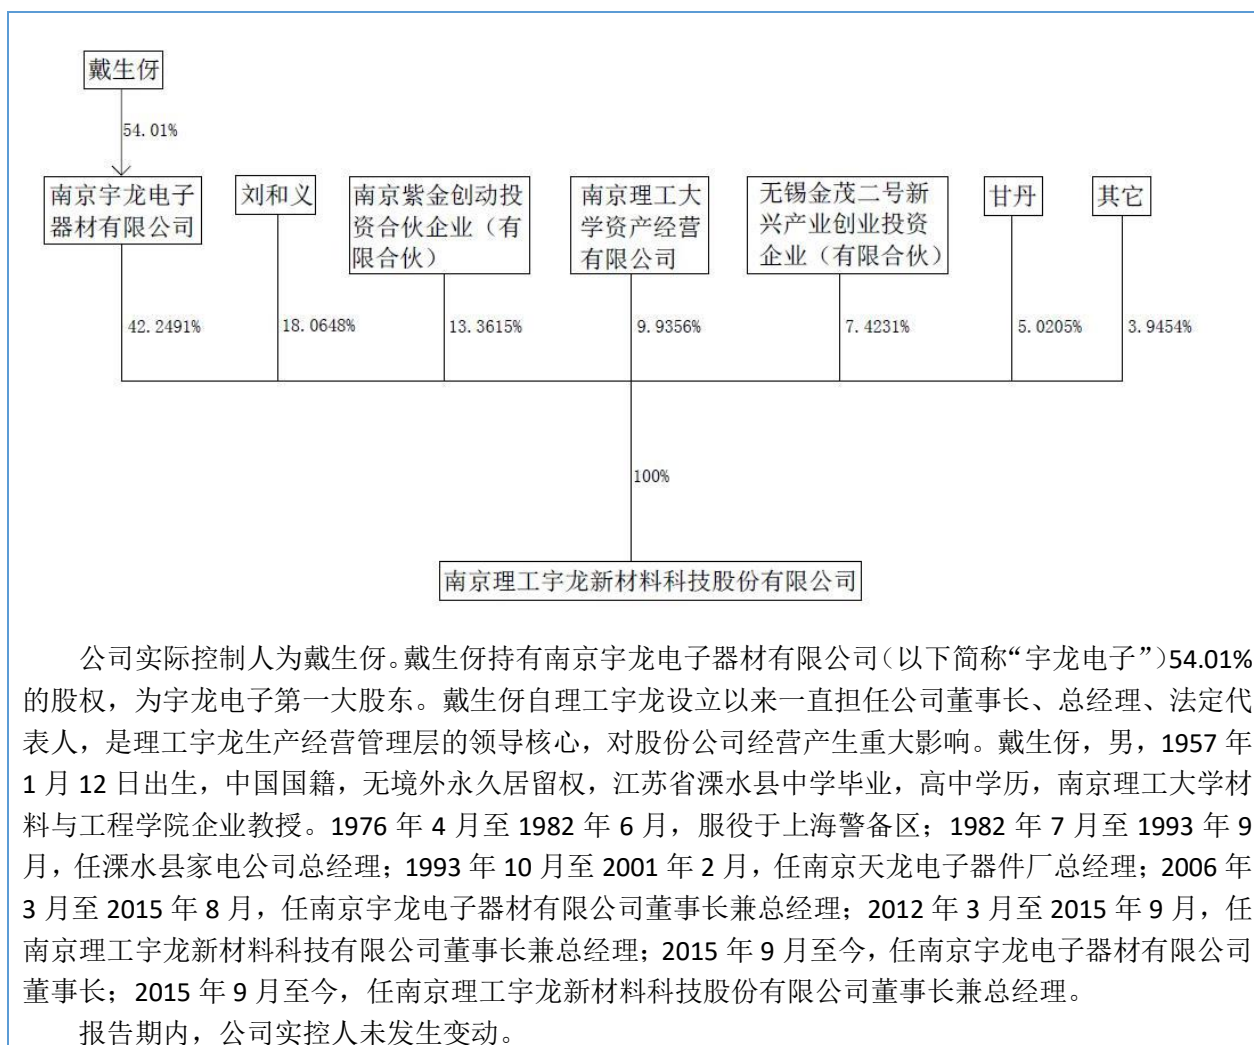 戴生伢
54.01%
南京宇龙电子
器材有限公司
刘和义
南京紫金创动投
资合伙企业（有
限合伙）
南京理工大
学资产经营
有限公司
无锡金茂二号新
兴产业创业投资
企业（有限合伙）
甘丹
其它
42.2491%
18.0648%
13.3615%
9.9356%
7.4231%
5.0205%
3.9454%
100%
南京理工宇龙新材料科技股份有限公司
公司实际控制人为戴生伢。戴生伢持有南京宇龙电子器材有限公司（以下简称“宇龙电子”）54.01%
的股权，为宇龙电子第一大股东。戴生伢自理工宇龙设立以来一直担任公司董事长、总经理、法定代
表人，是理工宇龙生产经营管理层的领导核心，对股份公司经营产生重大影响。戴生伢，男，1957 年
1 月 12 日出生，中国国籍，无境外永久居留权，江苏省溧水县中学毕业，高中学历，南京理工大学材
料与工程学院企业教授。1976 年 4 月至 1982 年 6 月，服役于上海警备区；1982 年 7 月至 1993 年 9
月，任溧水县家电公司总经理；1993 年 10 月至 2001 年 2 月，任南京天龙电子器件厂总经理；2006 年
3 月至 2015 年 8 月，任南京宇龙电子器材有限公司董事长兼总经理；2012 年 3 月至 2015 年 9 月，任
南京理工宇龙新材料科技有限公司董事长兼总经理；2015 年 9 月至今，任南京宇龙电子器材有限公司
董事长；2015 年 9 月至今，任南京理工宇龙新材料科技股份有限公司董事长兼总经理。
报告期内，公司实控人未发生变动。